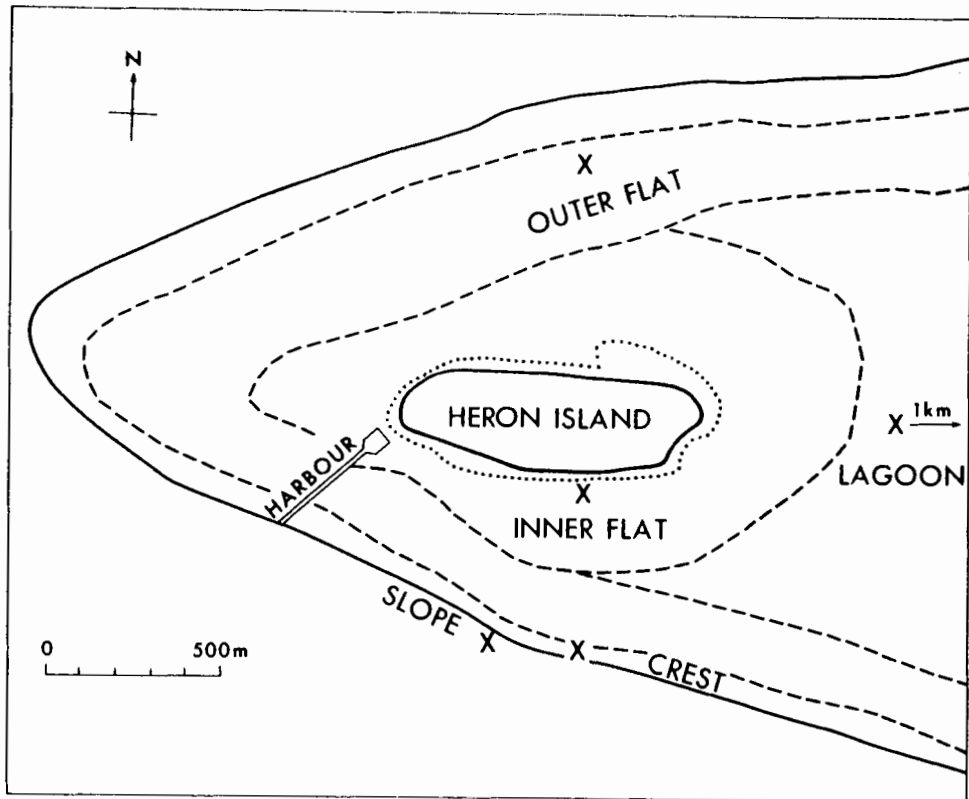 N
X
OUTER FLAT
HERON ISLAND
X 1km
LAGOON
HARBOUR
X
INNER FLAT
SLOPE
X
X
CREST
0 500m